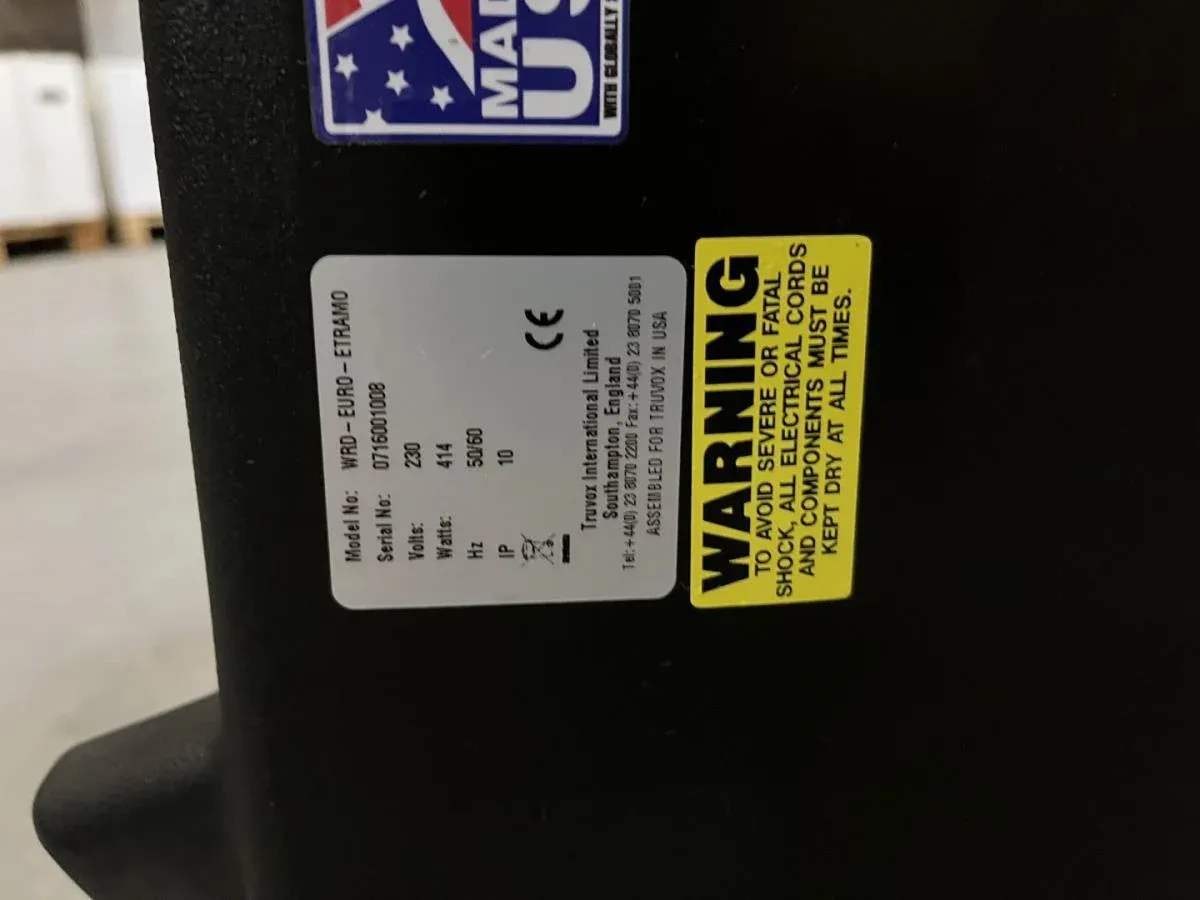 MAD
US
WITH GLOBALLY
Model No: WRD-EURO-ETRAMO
Serial No: 0716001008
Volts: 230
Watts: 414
Hz 50/60
IP 10
CE
Truvox International Limited
Southampton, England
Tel: +44(0) 23 8070 2200 Fax: +44(0) 23 8070 5001
ASSEMBLED FOR TRUVOX IN USA
WARNING
TO AVOID SEVERE OR FATAL
SHOCK, ALL ELECTRICAL CORDS
AND COMPONENTS MUST BE
KEPT DRY AT ALL TIMES.